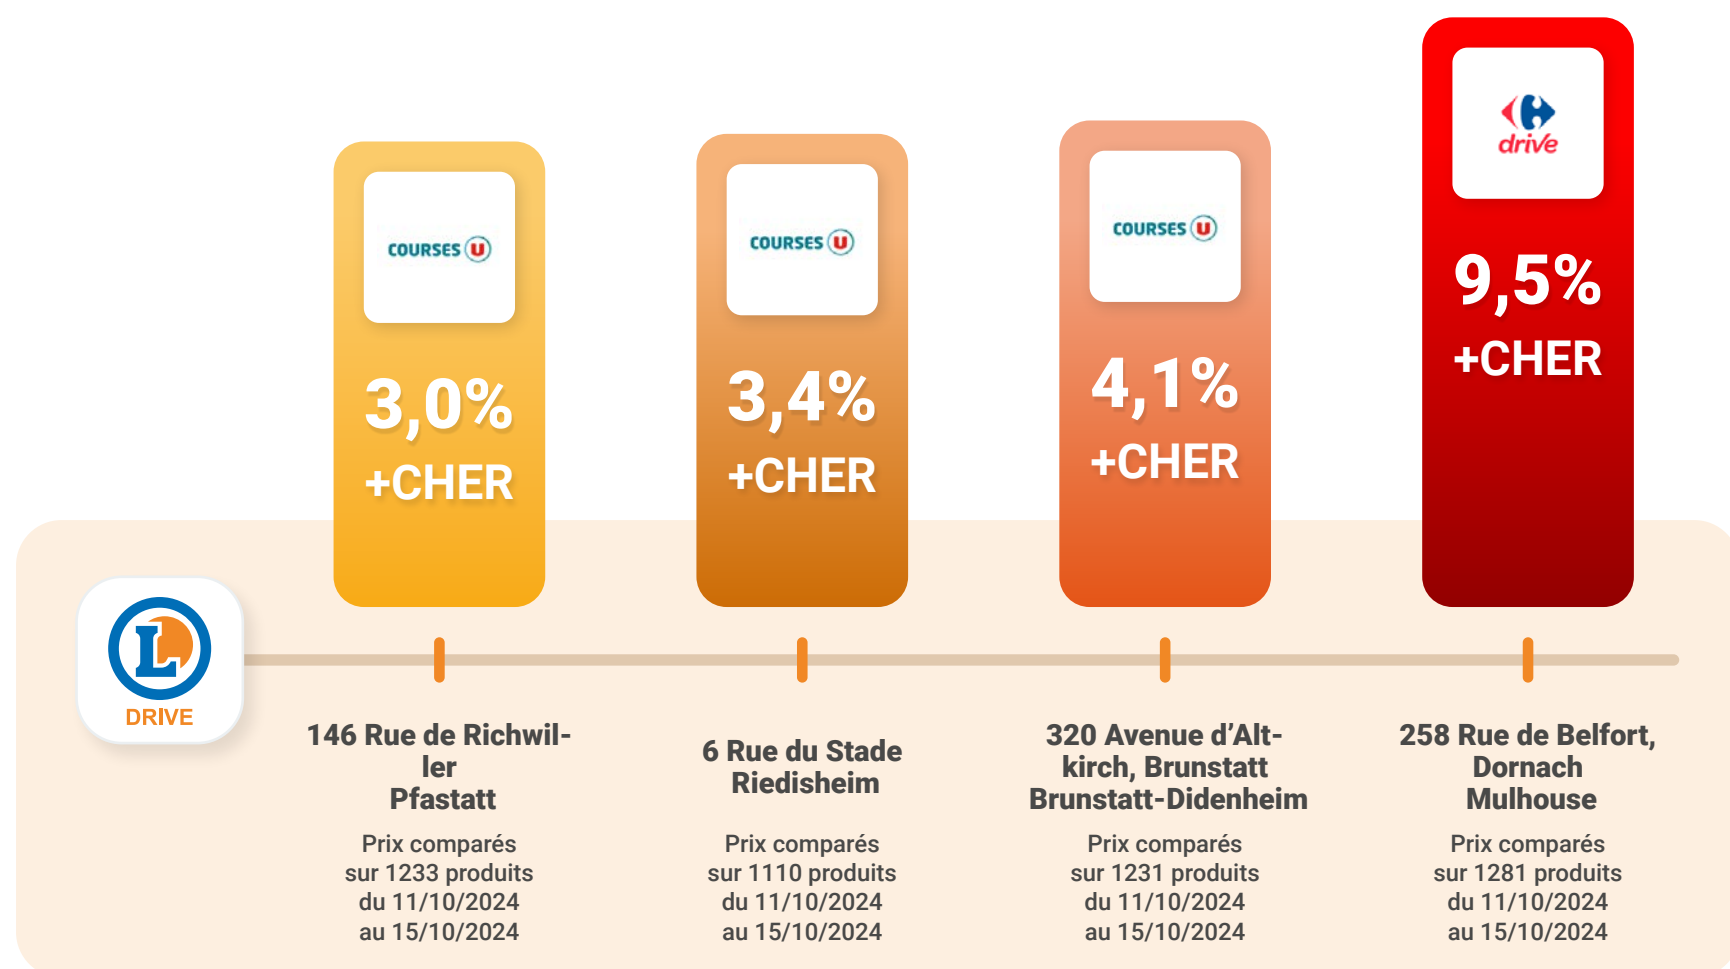 COURSES U
3,0%
+CHER
COURSES U
3,4%
+CHER
COURSES U
4,1%
+CHER
drive
9,5%
+CHER
L
DRIVE
146 Rue de Richwil-
ler
Pfastatt
Prix comparés
sur 1233 produits
du 11/10/2024
au 15/10/2024
6 Rue du Stade
Riedisheim
Prix comparés
sur 1110 produits
du 11/10/2024
au 15/10/2024
320 Avenue d’Alt-
kirch, Brunstatt
Brunstatt-Didenheim
Prix comparés
sur 1231 produits
du 11/10/2024
au 15/10/2024
258 Rue de Belfort,
Dornach
Mulhouse
Prix comparés
sur 1281 produits
du 11/10/2024
au 15/10/2024